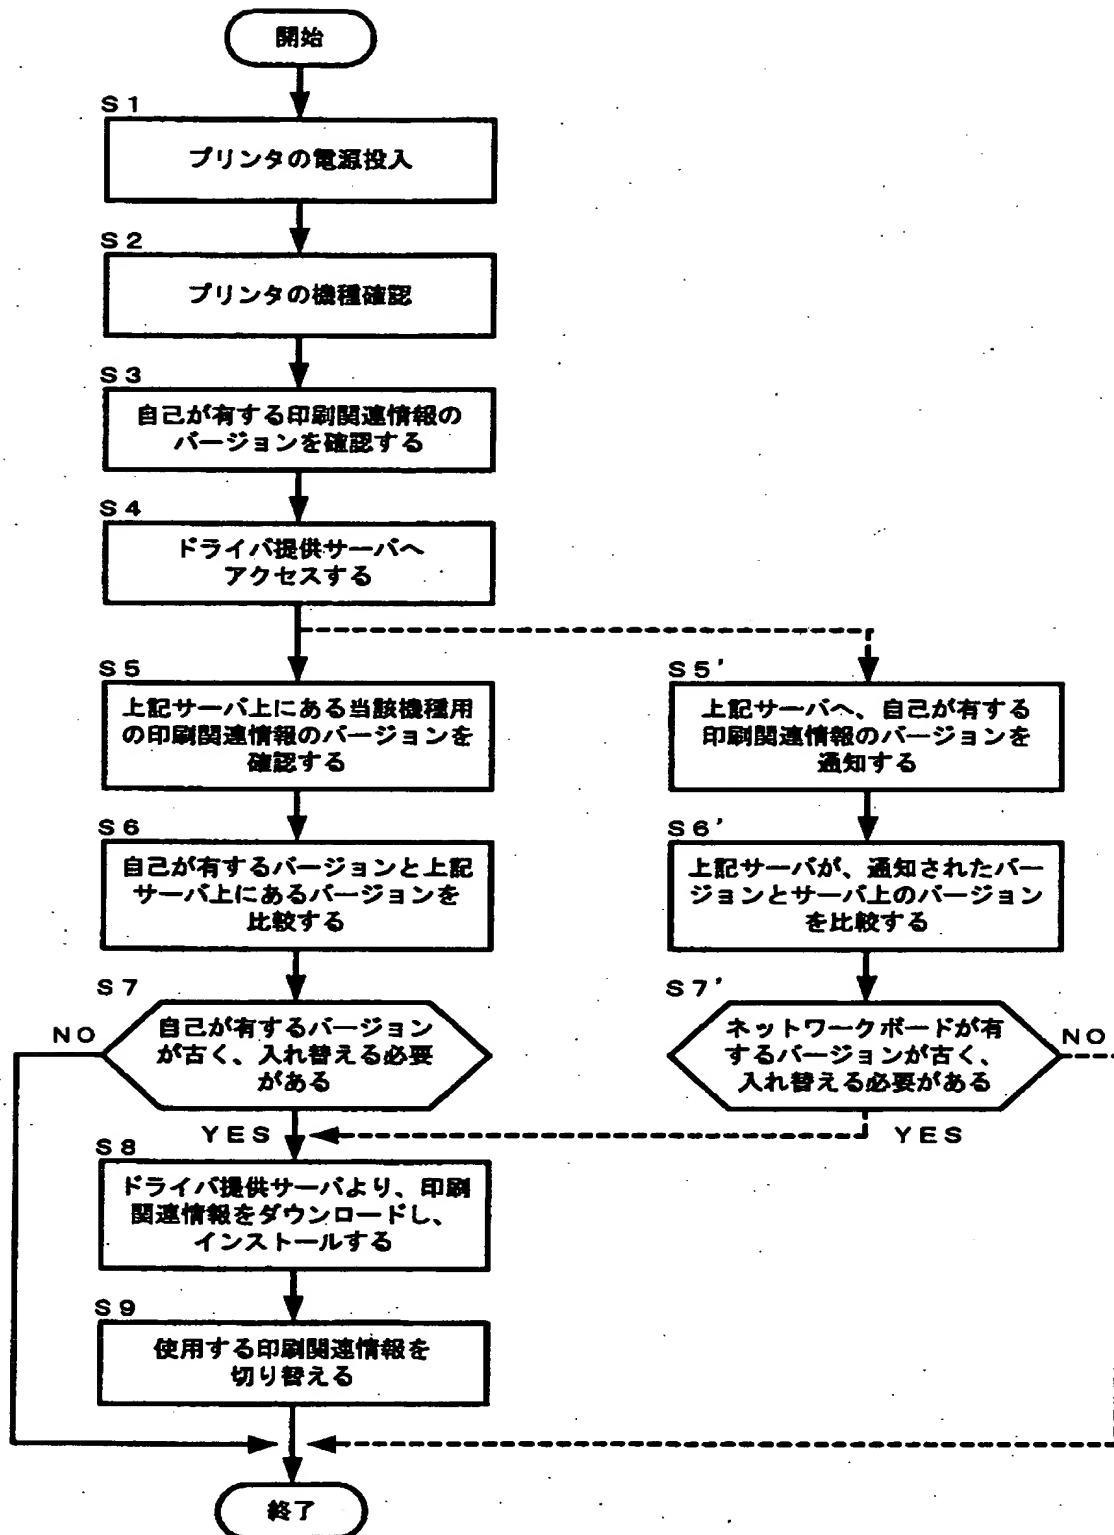 開始
S1
プリンタの電源投入
S2
プリンタの機種確認
S3
自己が有する印刷関連情報の
バージョンを確認する
S4
ドライバ提供サーバへ
アクセスする
S5
上記サーバ上にある当該機種用
の印刷関連情報のバージョンを
確認する
S6
自己が有するバージョンと上記
サーバ上にあるバージョンを
比較する
S7
NO
自己が有するバージョン
が古く、入れ替える必要
がある
YES
S5'
上記サーバへ、自己が有する
印刷関連情報のバージョンを
通知する
S6'
上記サーバが、通知されたバー
ジョンとサーバ上のバージョン
を比較する
S7'
ネットワークボードが有
するバージョンが古く、
入れ替える必要がある
NO
YES
S8
ドライバ提供サーバより、印刷
関連情報をダウンロードし、
インストールする
S9
使用する印刷関連情報を
切り替える
終了